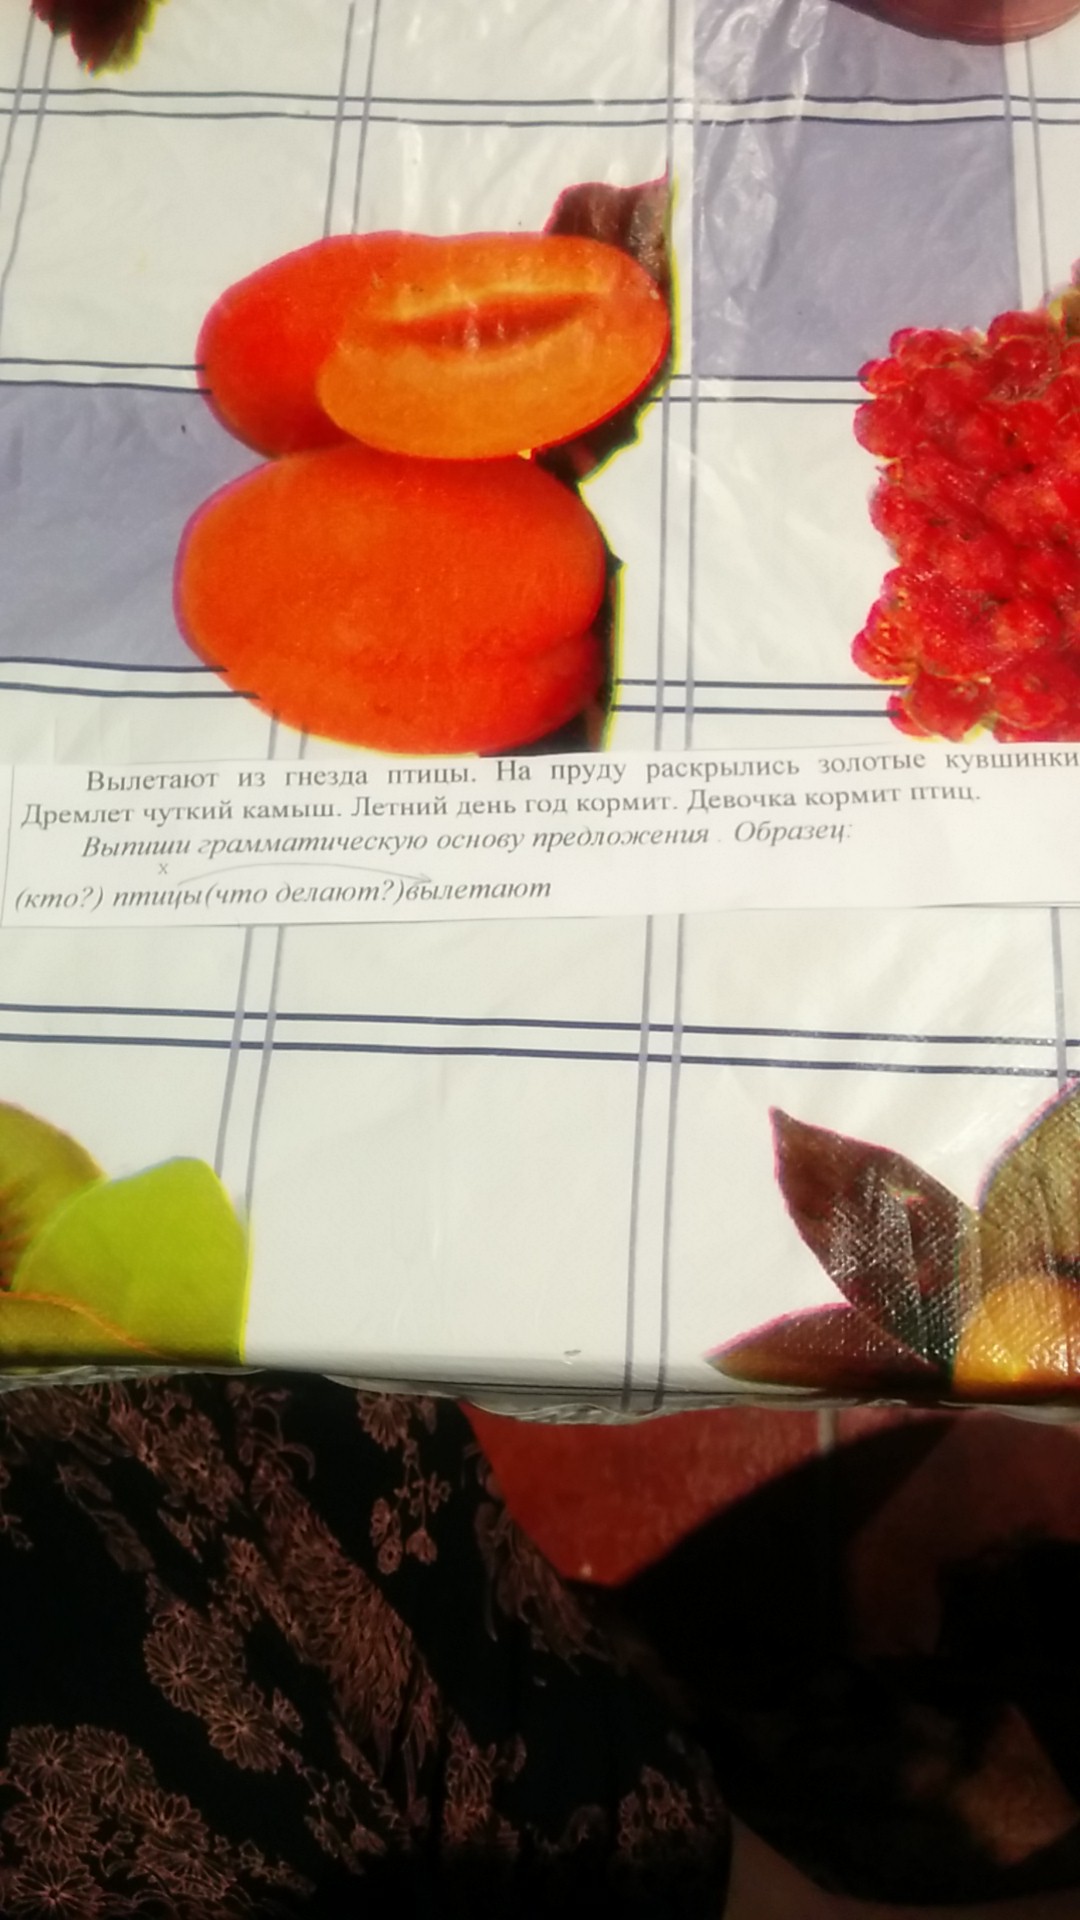 Вылетают из гнезда птицы. На пруду раскрылись золотые кувшинки
Дремлет чуткий камыш. Летний день год кормит. Девочка кормит птиц.
Выпиши грамматическую основу предложения . Образец:
х
(кто?) птицы(что делают?)вылетают